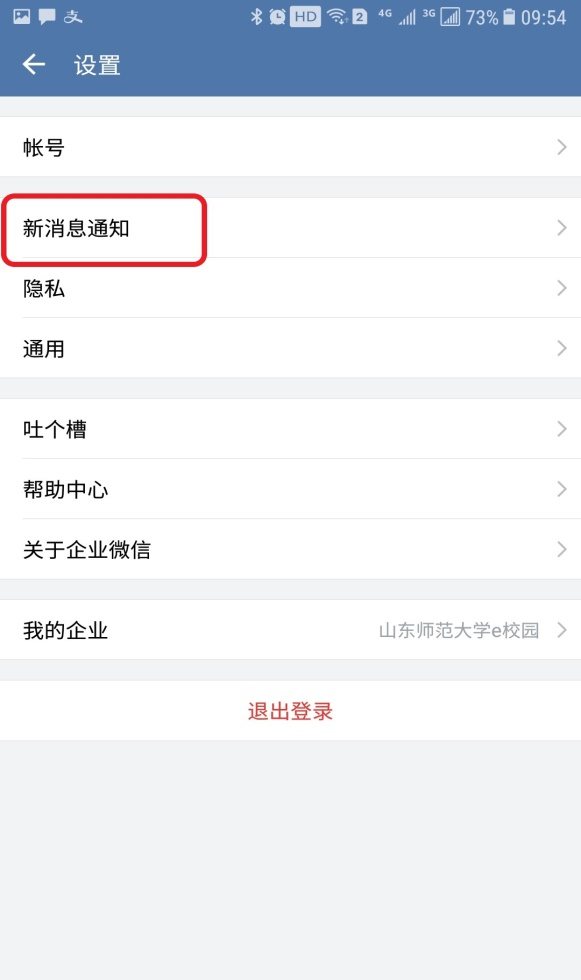 HD 2 4G 3G 73% 09:54
设置
帐号
新消息通知
隐私
通用
吐个槽
帮助中心
关于企业微信
我的企业 山东师范大学e校园
退出登录